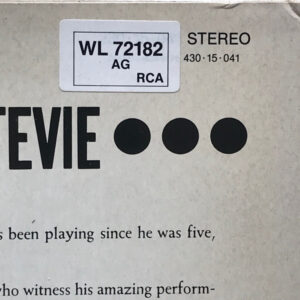 WL 72182
AG
RCA
STEREO
430·15·041
TEVIE ●●●
s been playing since he was five,
who witness his amazing perform-